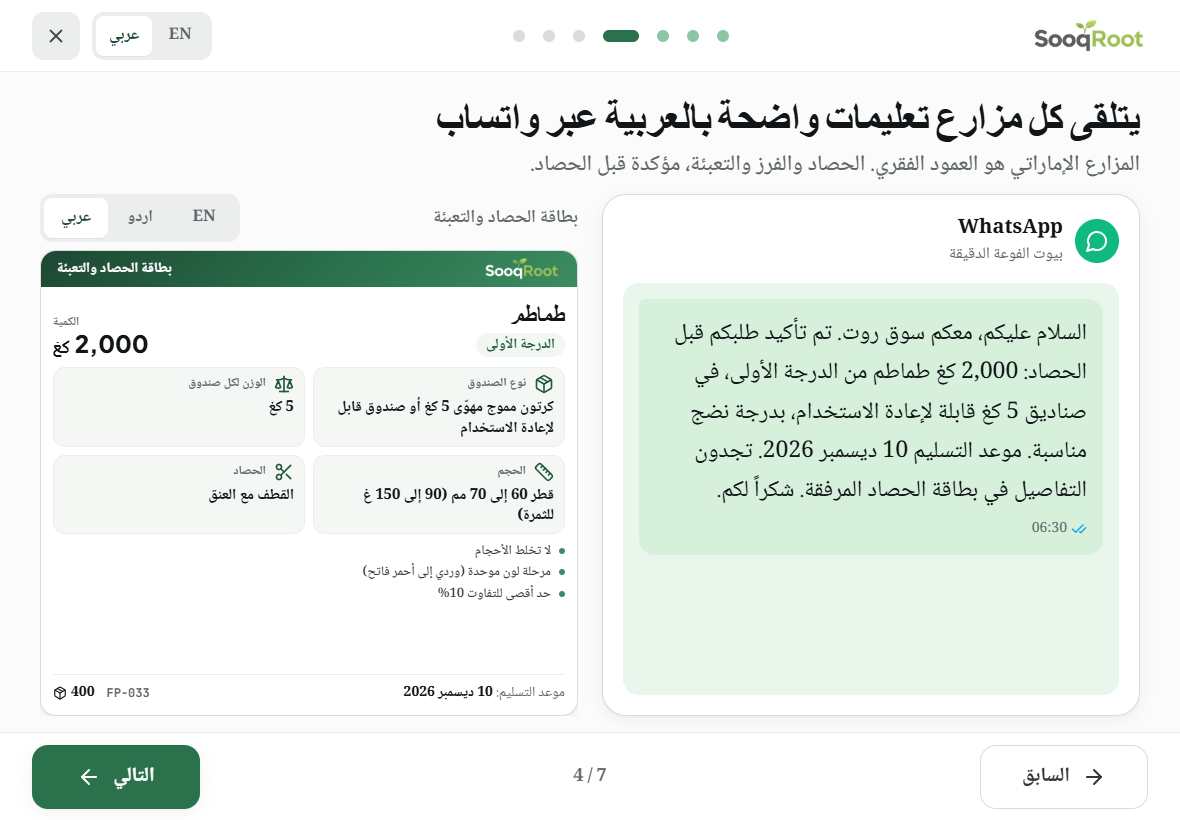 SooqRoot
EN
عربي
يتلقى كل مزارع تعليمات واضحة بالعربية عبر واتساب
المزارع الإماراتي هو العمود الفقري. الحصاد والفرز والتعبئة، مؤكدة قبل الحصاد.
WhatsApp
بيوت الفوعة الدقيقة
السلام عليكم، معكم سوق روت. تم تأكيد طلبكم قبل
الحصاد: 2,000 كغ طماطم من الدرجة الأولى، في
صناديق 5 كغ قابلة لإعادة الاستخدام، بدرجة نضج
مناسبة. موعد التسليم 10 ديسمبر 2026. تجدون
التفاصيل في بطاقة الحصاد المرفقة. شكراً لكم.
06:30
بطاقة الحصاد والتعبئة
EN
اردو
عربي
SooqRoot
بطاقة الحصاد والتعبئة
طماطم
الدرجة الأولى
الكمية
2,000 كغ
نوع الصندوق
كرتون مموج مهوّى 5 كغ أو صندوق قابل
لإعادة الاستخدام
الوزن لكل صندوق
5 كغ
الحجم
قطر 60 إلى 70 مم (90 إلى 150 غ
للثمرة)
الحصاد
القطف مع العنق
لا تخلط الأحجام
مرحلة لون موحدة (وردي إلى أحمر فاتح)
حد أقصى للتفاوت 10%
موعد التسليم: 10 ديسمبر 2026
FP-033
400
السابق
4 / 7
التالي